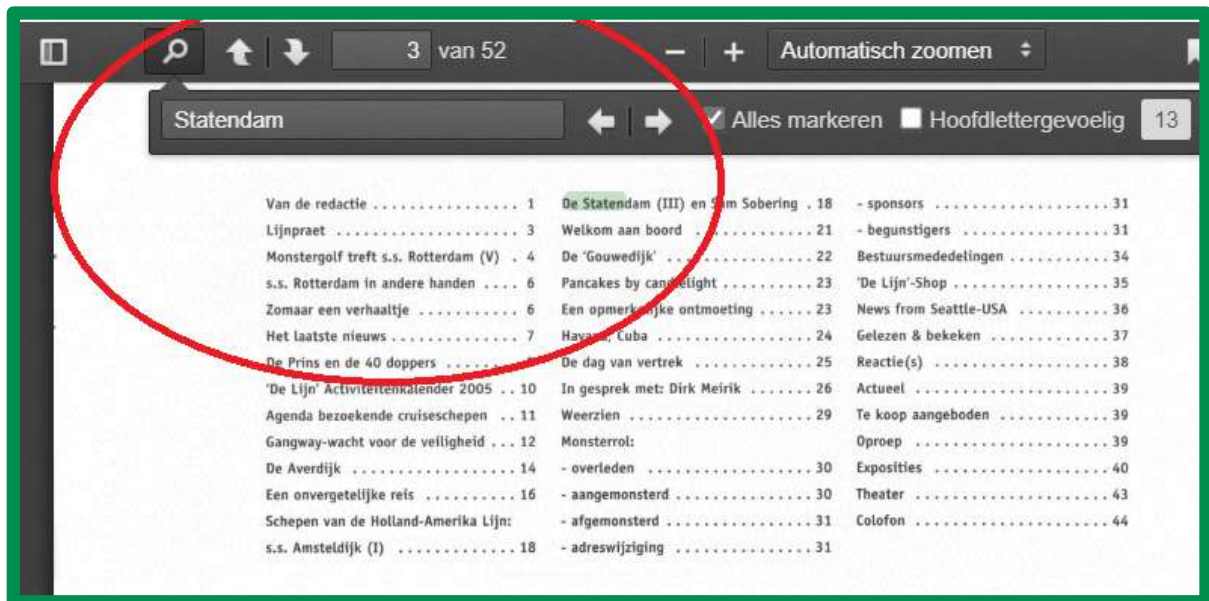 3 van 52
Automatisch zoomen
Statendam
Alles markeren
Hoofdlettergevoelig
13
Van de redactie ................ 1
Lijnpraet .................... 3
Monstergolf treft s.s. Rotterdam (V) . 4
s.s. Rotterdam in andere handen .... 6
Zomaar een verhaaltje ........... 6
Het laatste nieuws .............. 7
De Prins en de 40 doppers .......
'De Lijn' Activiteitenkalender 2005 .. 10
Agenda bezoekende cruiseschepen .. 11
Gangway-wacht voor de veiligheid ... 12
De Averdijk .................. 14
Een onvergetelijke reis .......... 16
Schepen van de Holland-Amerika Lijn:
s.s. Amsteldijk (I) ............. 18
De Statendam (III) en Sim Sobering . 18
Welkom aan boord ............. 21
De 'Gouwedijk' ................ 22
Pancakes by candlelight .......... 23
Een opmerkelijke ontmoeting ...... 23
Havana, Cuba ................. 24
De dag van vertrek ............. 25
In gesprek met: Dirk Meirik ....... 26
Weerzien .................... 29
Monsterrol:
- overleden .................. 30
- aangemonsterd ............... 30
- afgemonsterd ................ 31
- adreswijziging ............... 31
- sponsors ................... 31
- begunstigers ................. 31
Bestuursmededelingen ........... 34
'De Lijn'-Shop ................ 35
News from Seattle-USA .......... 36
Gelezen & bekeken ............. 37
Reactie(s) ................... 38
Actueel ..................... 39
Te koop aangeboden ............ 39
Oproep ..................... 39
Exposities ................... 40
Theater ..................... 43
Colofon ..................... 44